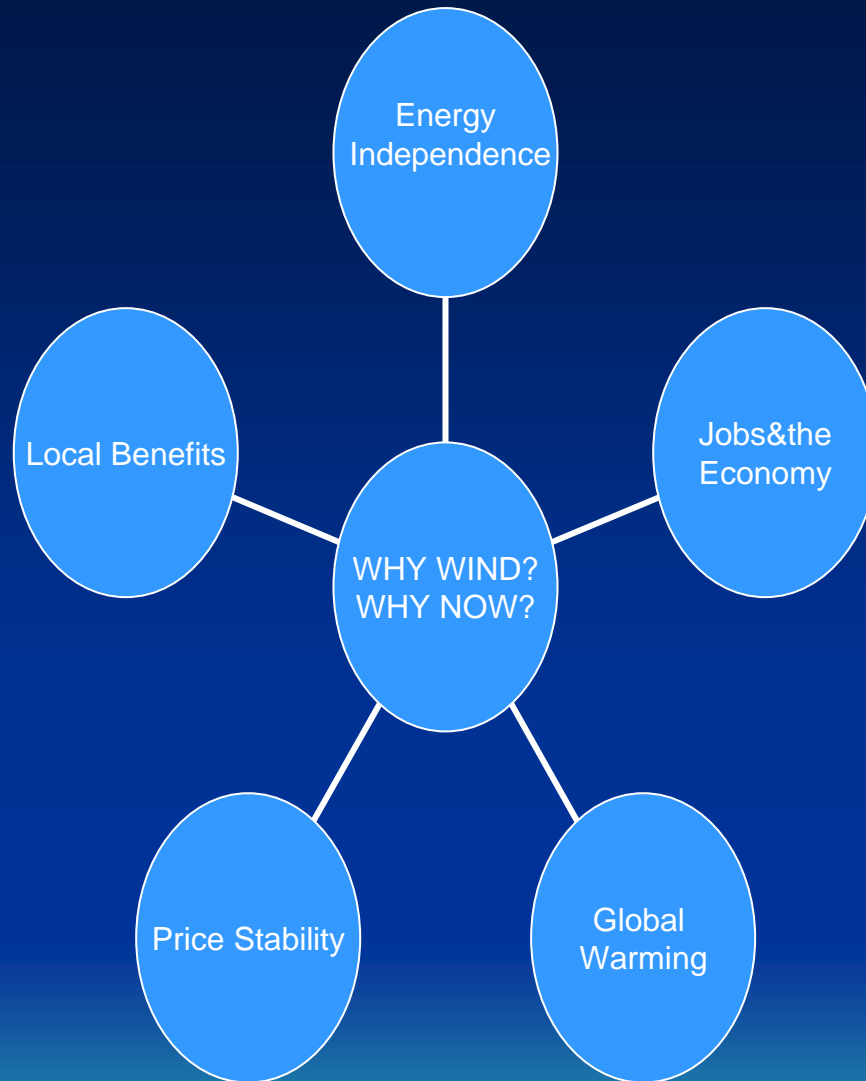 Energy
Independence
Local Benefits
Jobs&the
Economy
WHY WIND?
WHY NOW?
Price Stability
Global
Warming